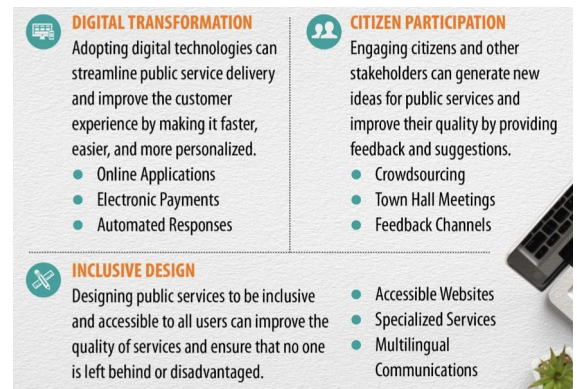 DIGITAL TRANSFORMATION
Adopting digital technologies can
streamline public service delivery
and improve the customer
experience by making it faster,
easier, and more personalized.
Online Applications
Electronic Payments
Automated Responses
CITIZEN PARTICIPATION
Engaging citizens and other
stakeholders can generate new
ideas for public services and
improve their quality by providing
feedback and suggestions.
Crowdsourcing
Town Hall Meetings
Feedback Channels
INCLUSIVE DESIGN
Designing public services to be inclusive
and accessible to all users can improve the
quality of services and ensure that no one
is left behind or disadvantaged.
Accessible Websites
Specialized Services
Multilingual
Communications